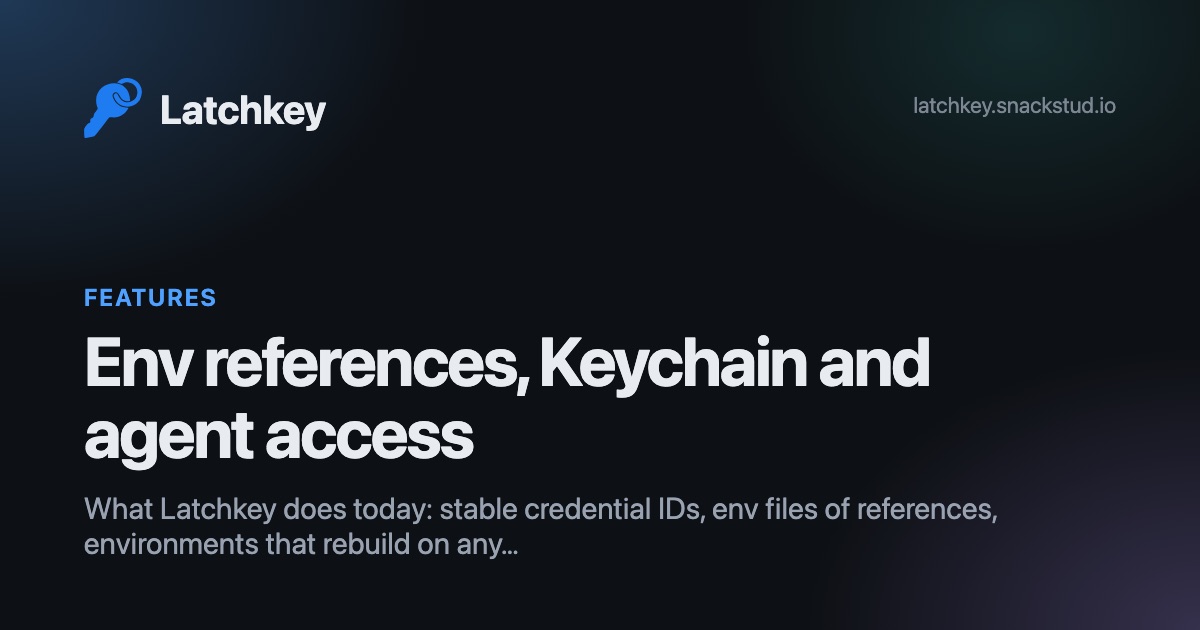 Latchkey
latchkey.snackstud.io
FEATURES
Env references, Keychain and
agent access
What Latchkey does today: stable credential IDs, env files of references,
environments that rebuild on any...